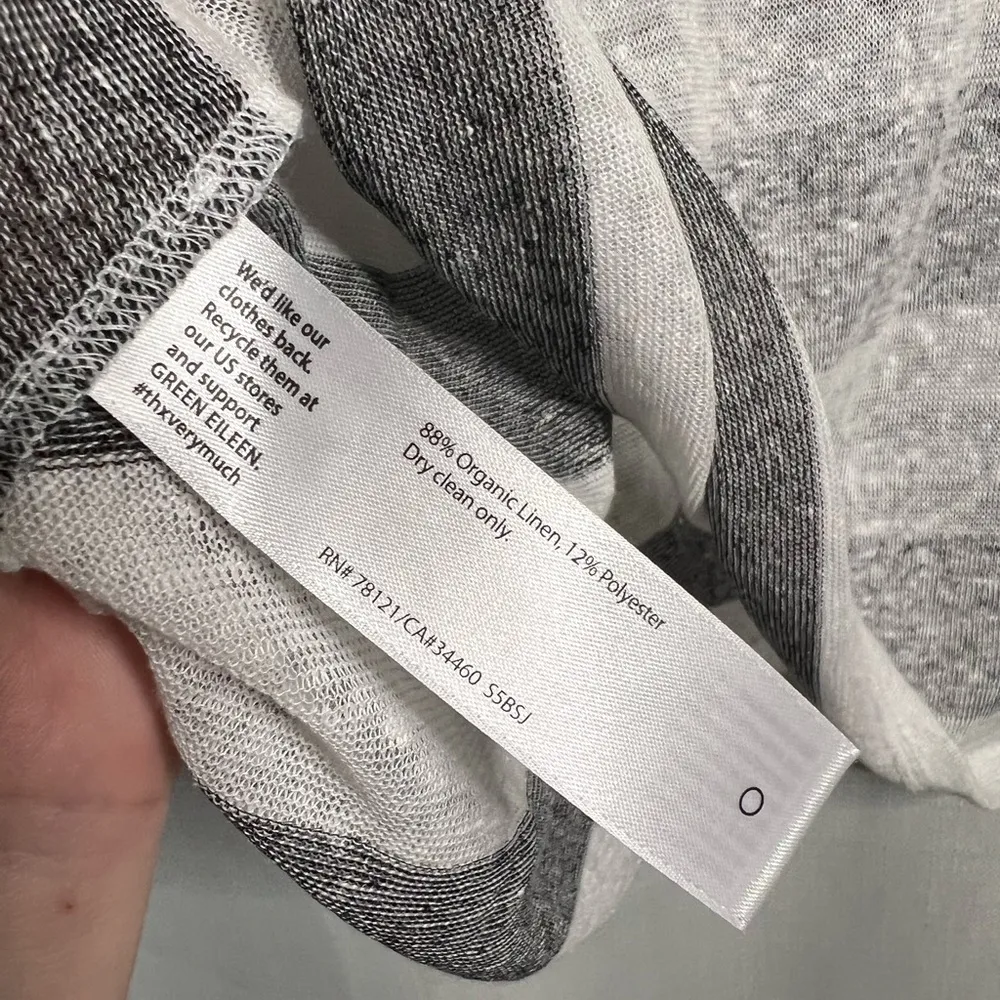 We'd like our
clothes back.
Recycle them at
our US stores
and support
GREEN EILEEN.
#thxverymuch
88% Organic Linen, 12% Polyester
Dry clean only.
RN# 78121/CA#34460 S5BSJ
O